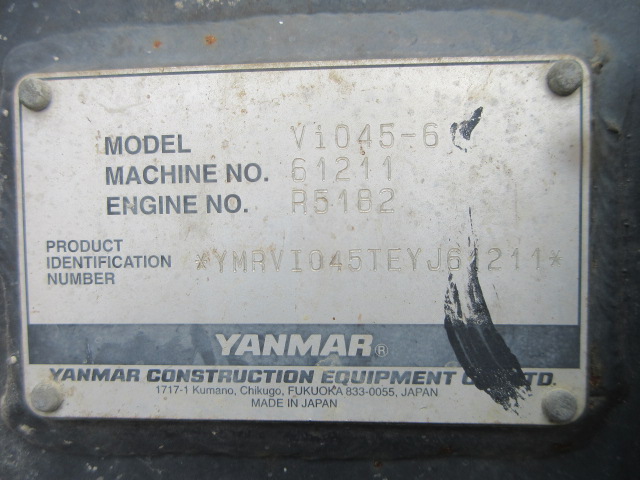 MODEL ViO45-6
MACHINE NO. 61211
ENGINE NO. R5182
PRODUCT IDENTIFICATION NUMBER *YMRVIO45TEYJ61211*
YANMAR®
YANMAR CONSTRUCTION EQUIPMENT CO., LTD.
1717-1 Kumano, Chikugo, FUKUOKA 833-0055, JAPAN
MADE IN JAPAN